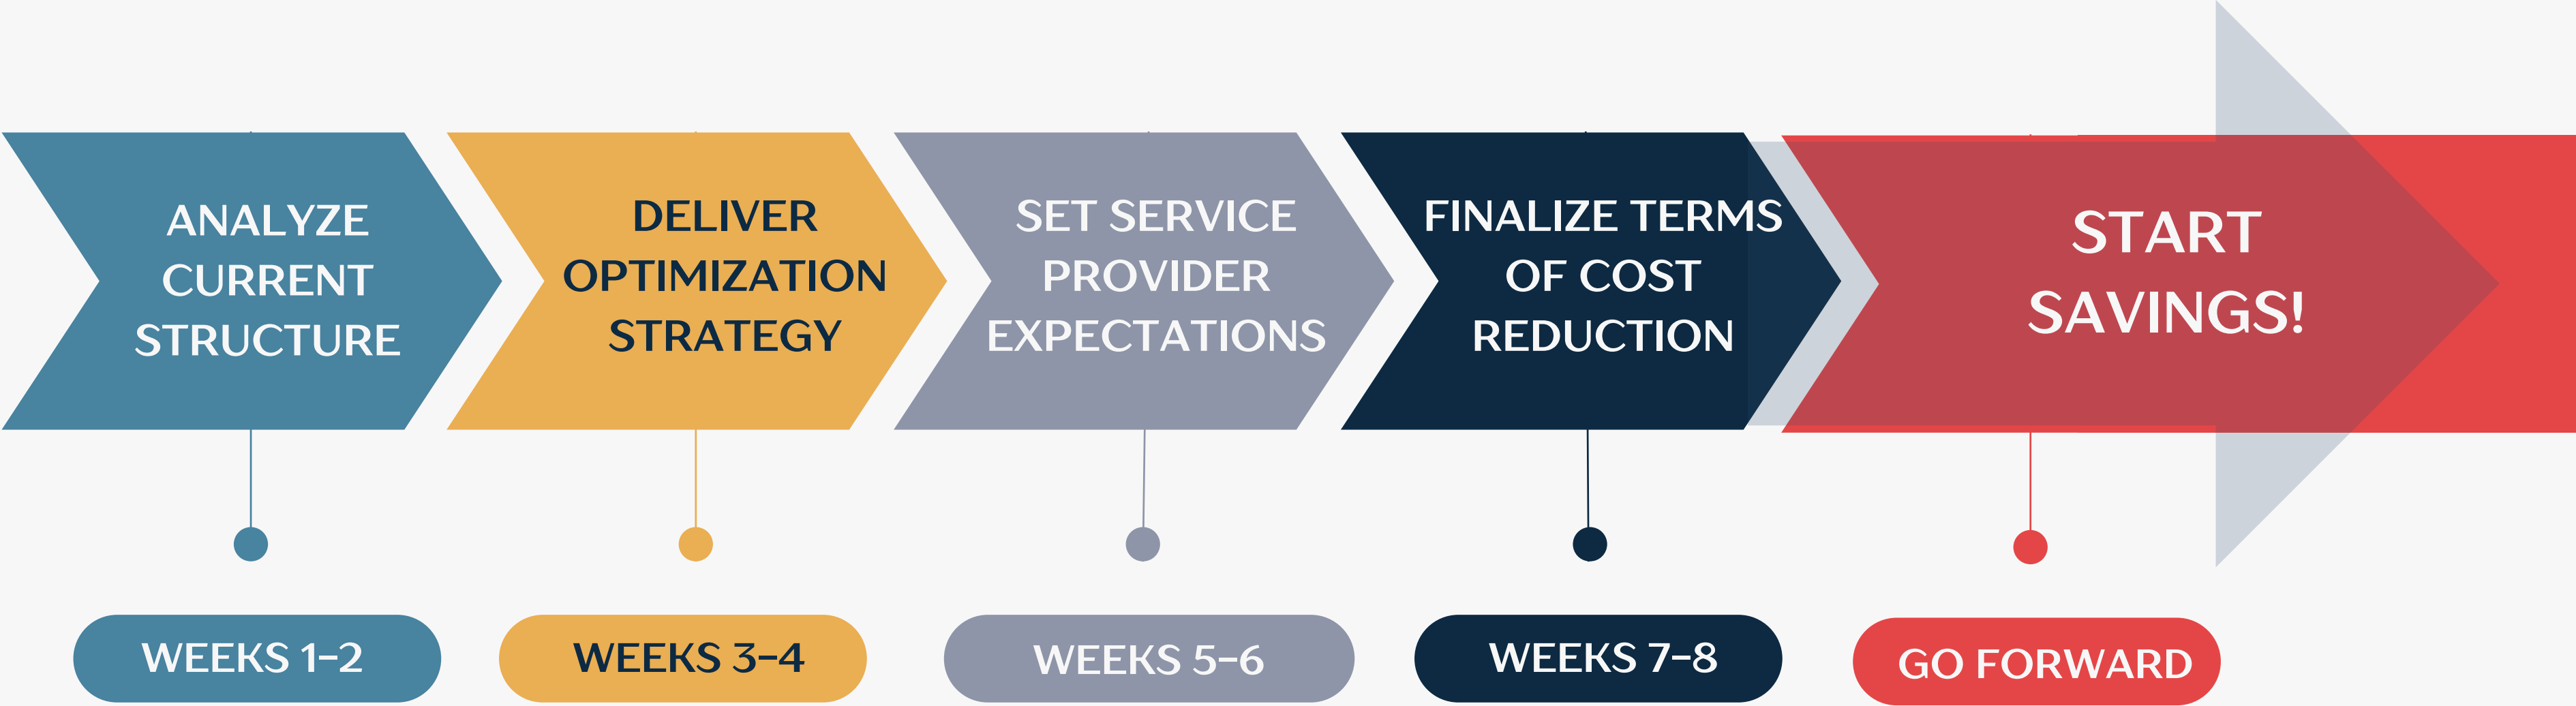 ANALYZE
CURRENT
STRUCTURE
DELIVER
OPTIMIZATION
STRATEGY
SET SERVICE
PROVIDER
EXPECTATIONS
FINALIZE TERMS
OF COST
REDUCTION
START
SAVINGS!
WEEKS 1–2
WEEKS 3–4
WEEKS 5–6
WEEKS 7–8
GO FORWARD